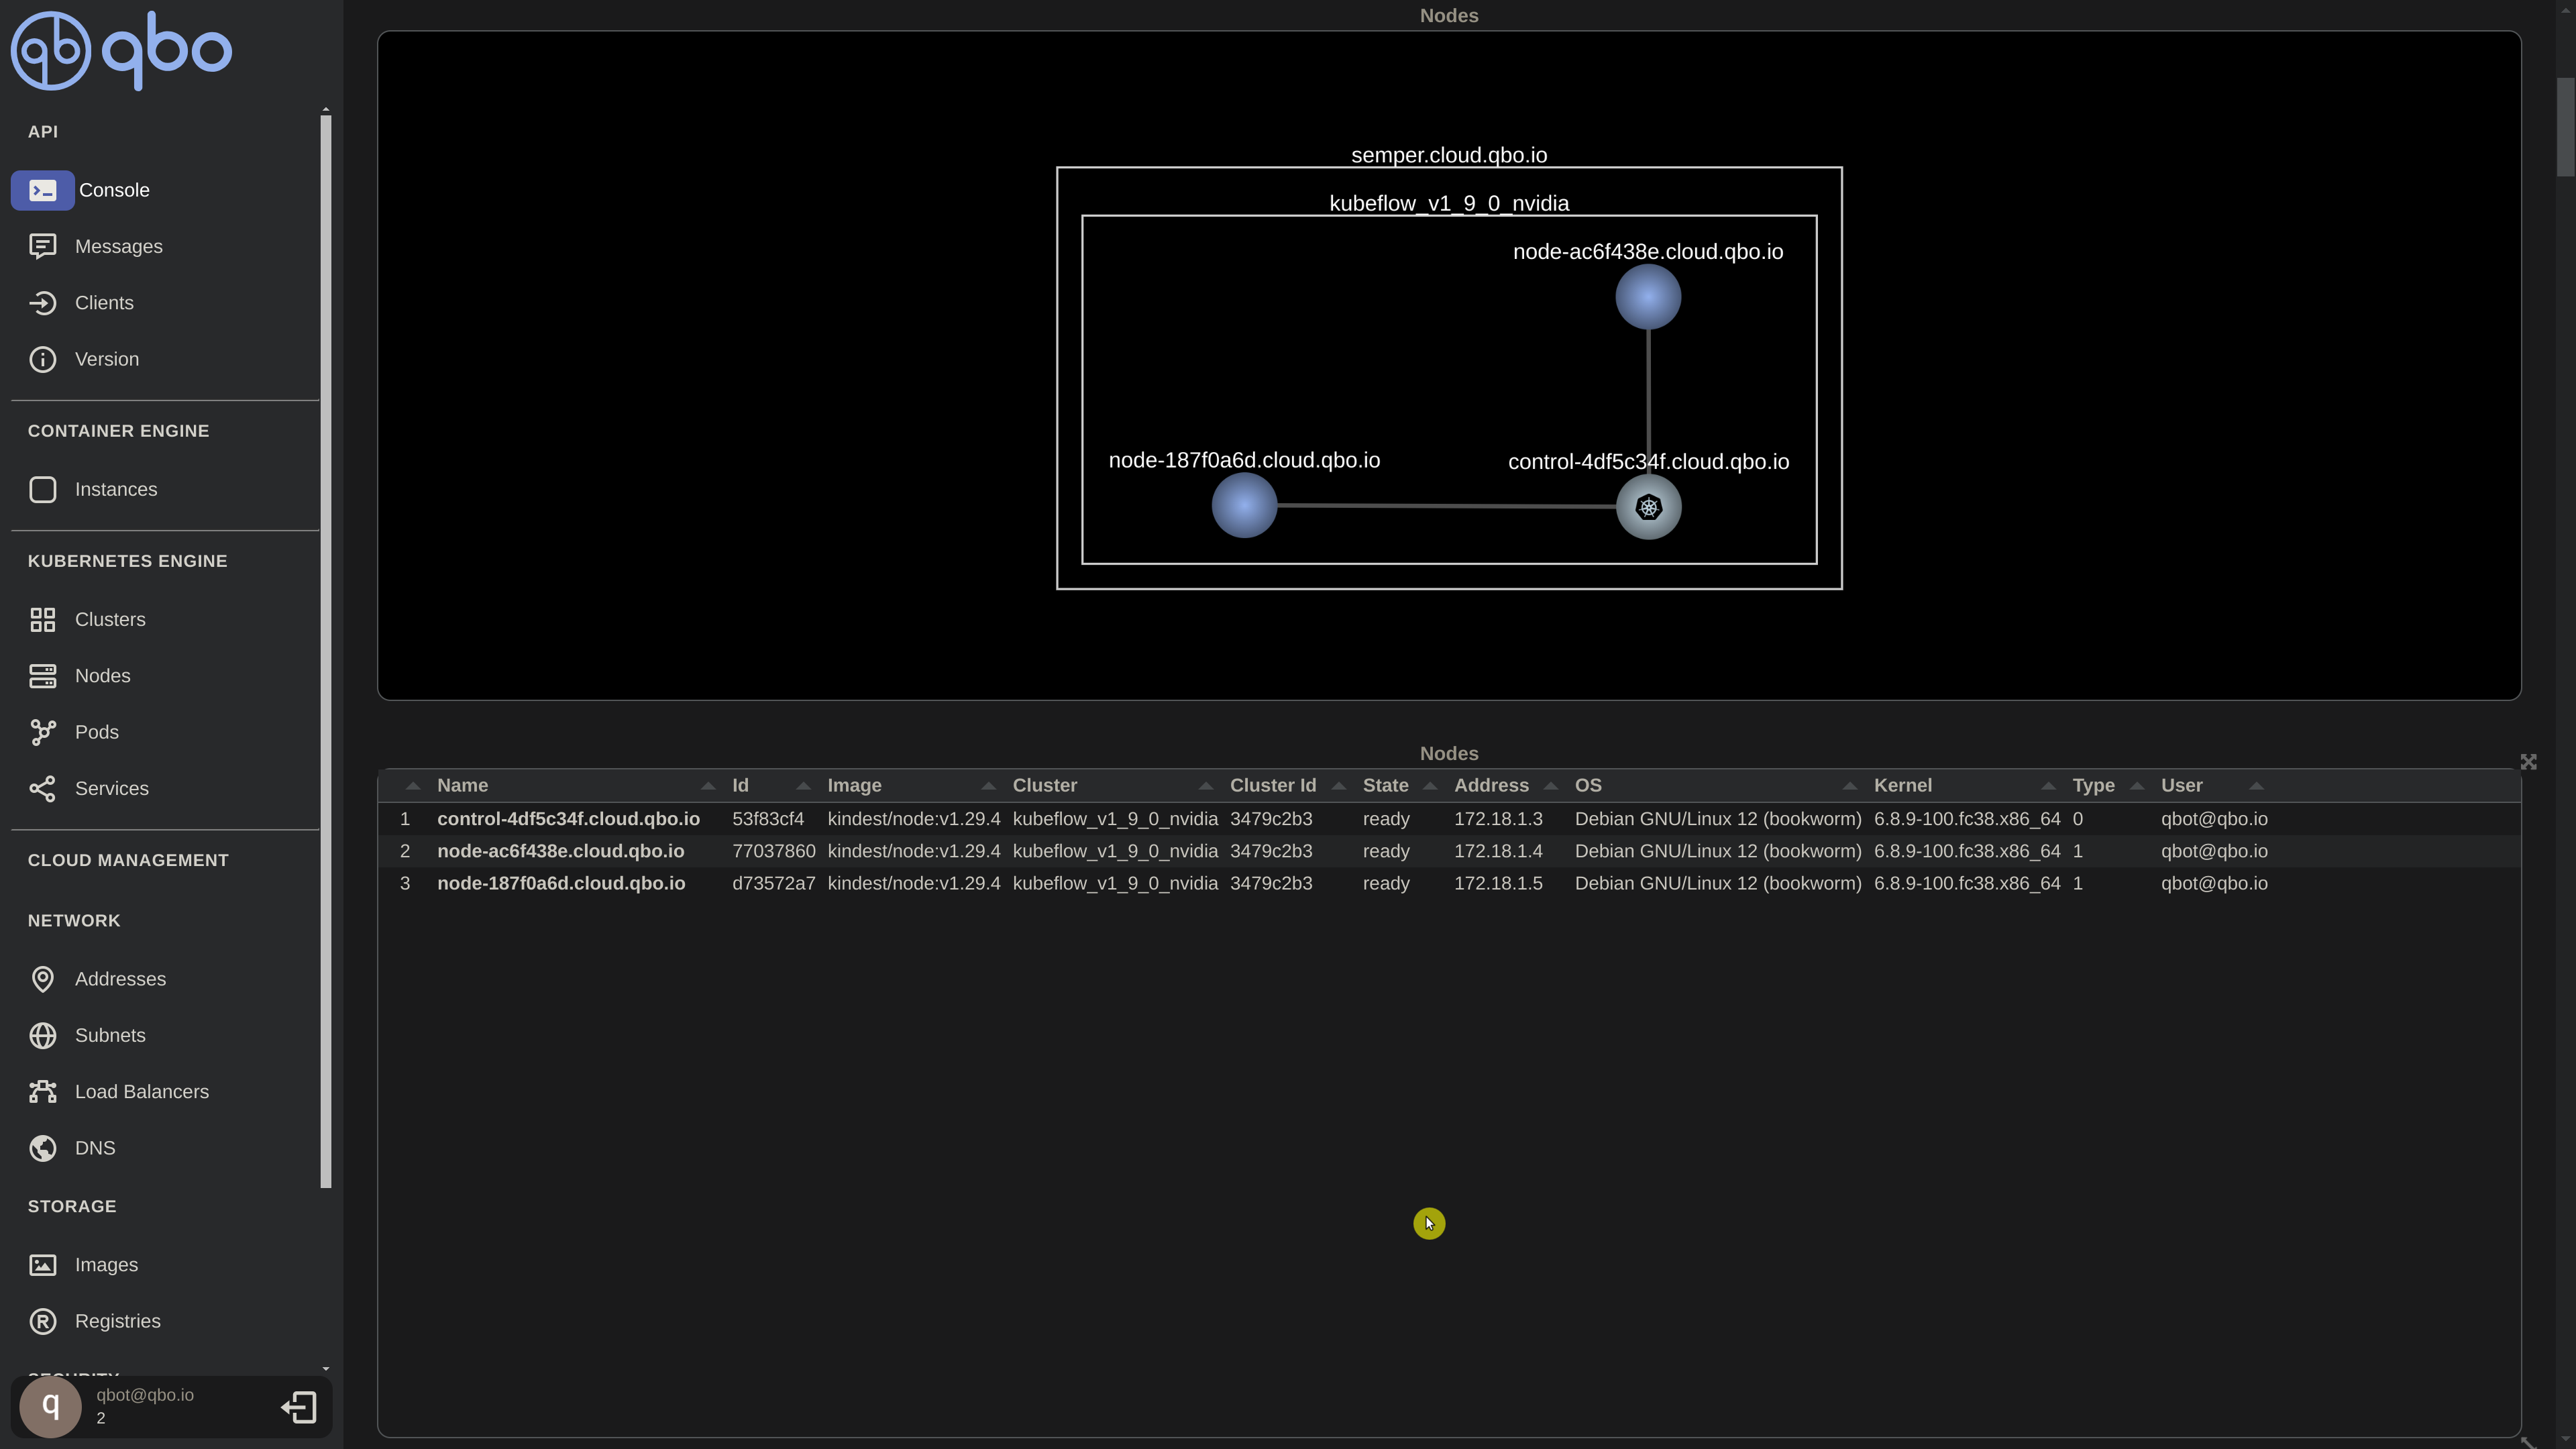 qbo
API
Console
Messages
Clients
Version
CONTAINER ENGINE
Instances
KUBERNETES ENGINE
Clusters
Nodes
Pods
Services
CLOUD MANAGEMENT
NETWORK
Addresses
Subnets
Load Balancers
DNS
STORAGE
Images
Registries
SECURITY
q
qbot@qbo.io
2
Nodes
semper.cloud.qbo.io
kubeflow_v1_9_0_nvidia
node-ac6f438e.cloud.qbo.io
node-187f0a6d.cloud.qbo.io control-4df5c34f.cloud.qbo.io
Nodes
Name Id Image Cluster Cluster Id State Address OS Kernel Type User
1 control-4df5c34f.cloud.qbo.io 53f83cf4 kindest/node:v1.29.4 kubeflow_v1_9_0_nvidia 3479c2b3 ready 172.18.1.3 Debian GNU/Linux 12 (bookworm) 6.8.9-100.fc38.x86_64 0 qbot@qbo.io
2 node-ac6f438e.cloud.qbo.io 77037860 kindest/node:v1.29.4 kubeflow_v1_9_0_nvidia 3479c2b3 ready 172.18.1.4 Debian GNU/Linux 12 (bookworm) 6.8.9-100.fc38.x86_64 1 qbot@qbo.io
3 node-187f0a6d.cloud.qbo.io d73572a7 kindest/node:v1.29.4 kubeflow_v1_9_0_nvidia 3479c2b3 ready 172.18.1.5 Debian GNU/Linux 12 (bookworm) 6.8.9-100.fc38.x86_64 1 qbot@qbo.io